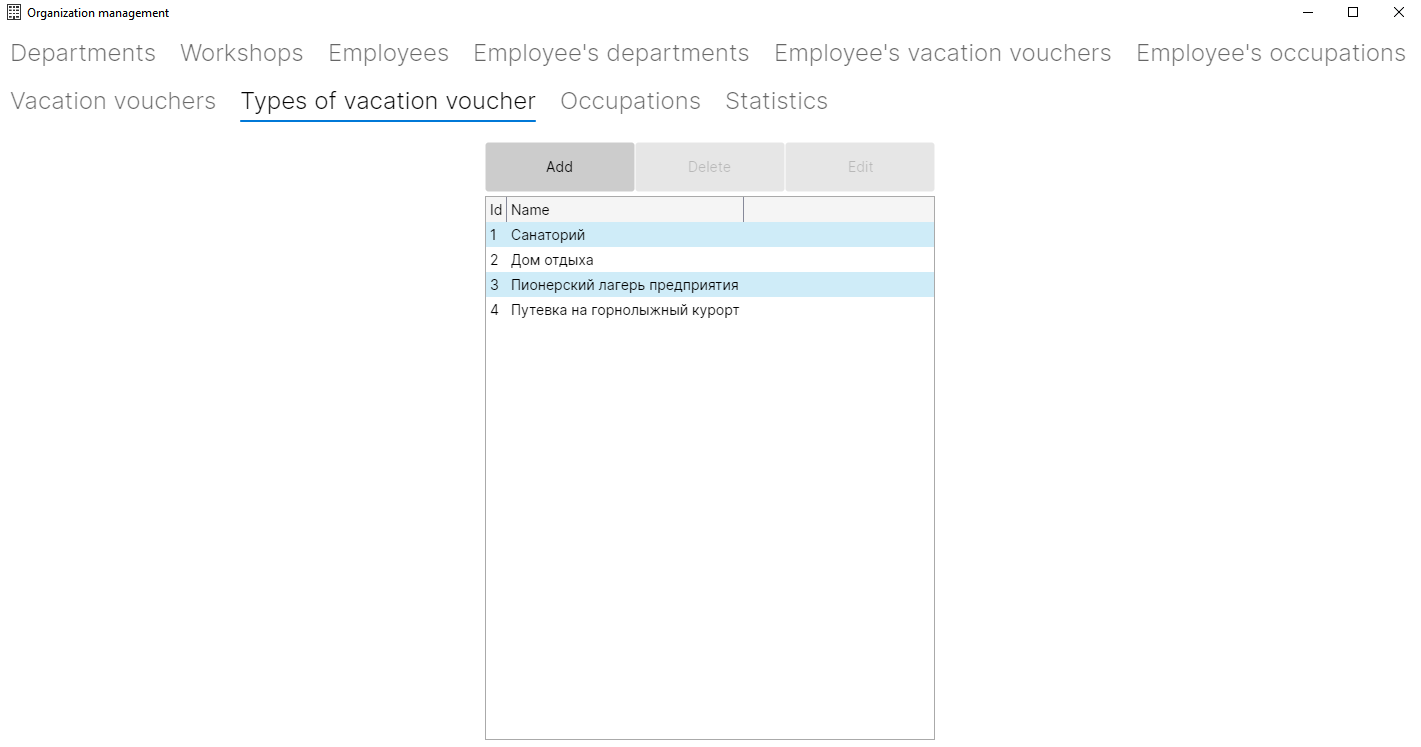 Organization management
Departments Workshops Employees Employee's departments Employee's vacation vouchers Employee's occupations
Vacation vouchers Types of vacation voucher Occupations Statistics
Add Delete Edit
Id Name
1 Санаторий
2 Дом отдыха
3 Пионерский лагерь предприятия
4 Путевка на горнолыжный курорт